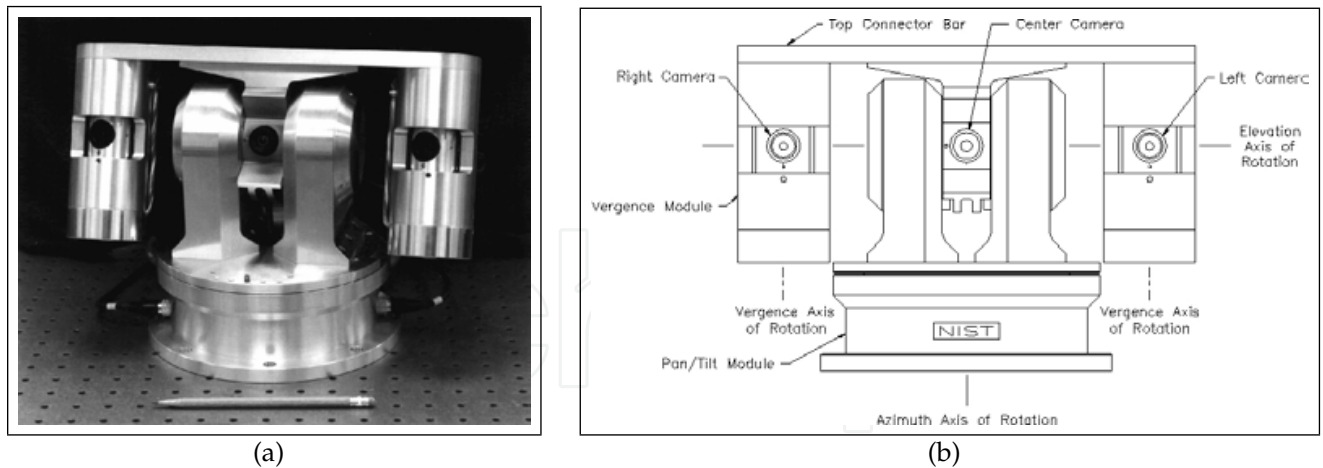 Top Connector Bar
Center Camera
Right Camera
Left Camerc
Elevation
Axis of
Rotation
Vergence Module
Vergence Axis
of Rotation
Vergence Axis
of Rotation
NIST
Pan/Tilt Module
Azimuth Axis of Rotation
(a)
(b)